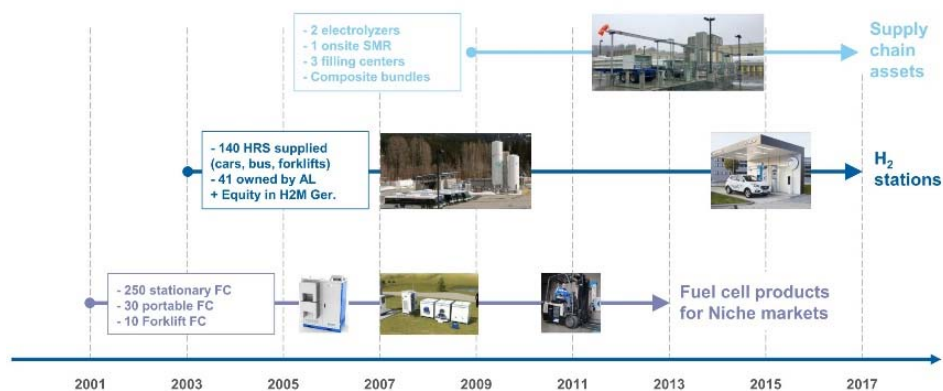 - 2 electrolyzers
- 1 onsite SMR
- 3 filling centers
- Composite bundles
Supply
chain
assets
- 140 HRS supplied
(cars, bus, forklifts)
- 41 owned by AL
+ Equity in H2M Ger.
H₂
stations
- 250 stationary FC
- 30 portable FC
- 10 Forklift FC
Fuel cell products
for Niche markets
2001 2003 2005 2007 2009 2011 2013 2015 2017